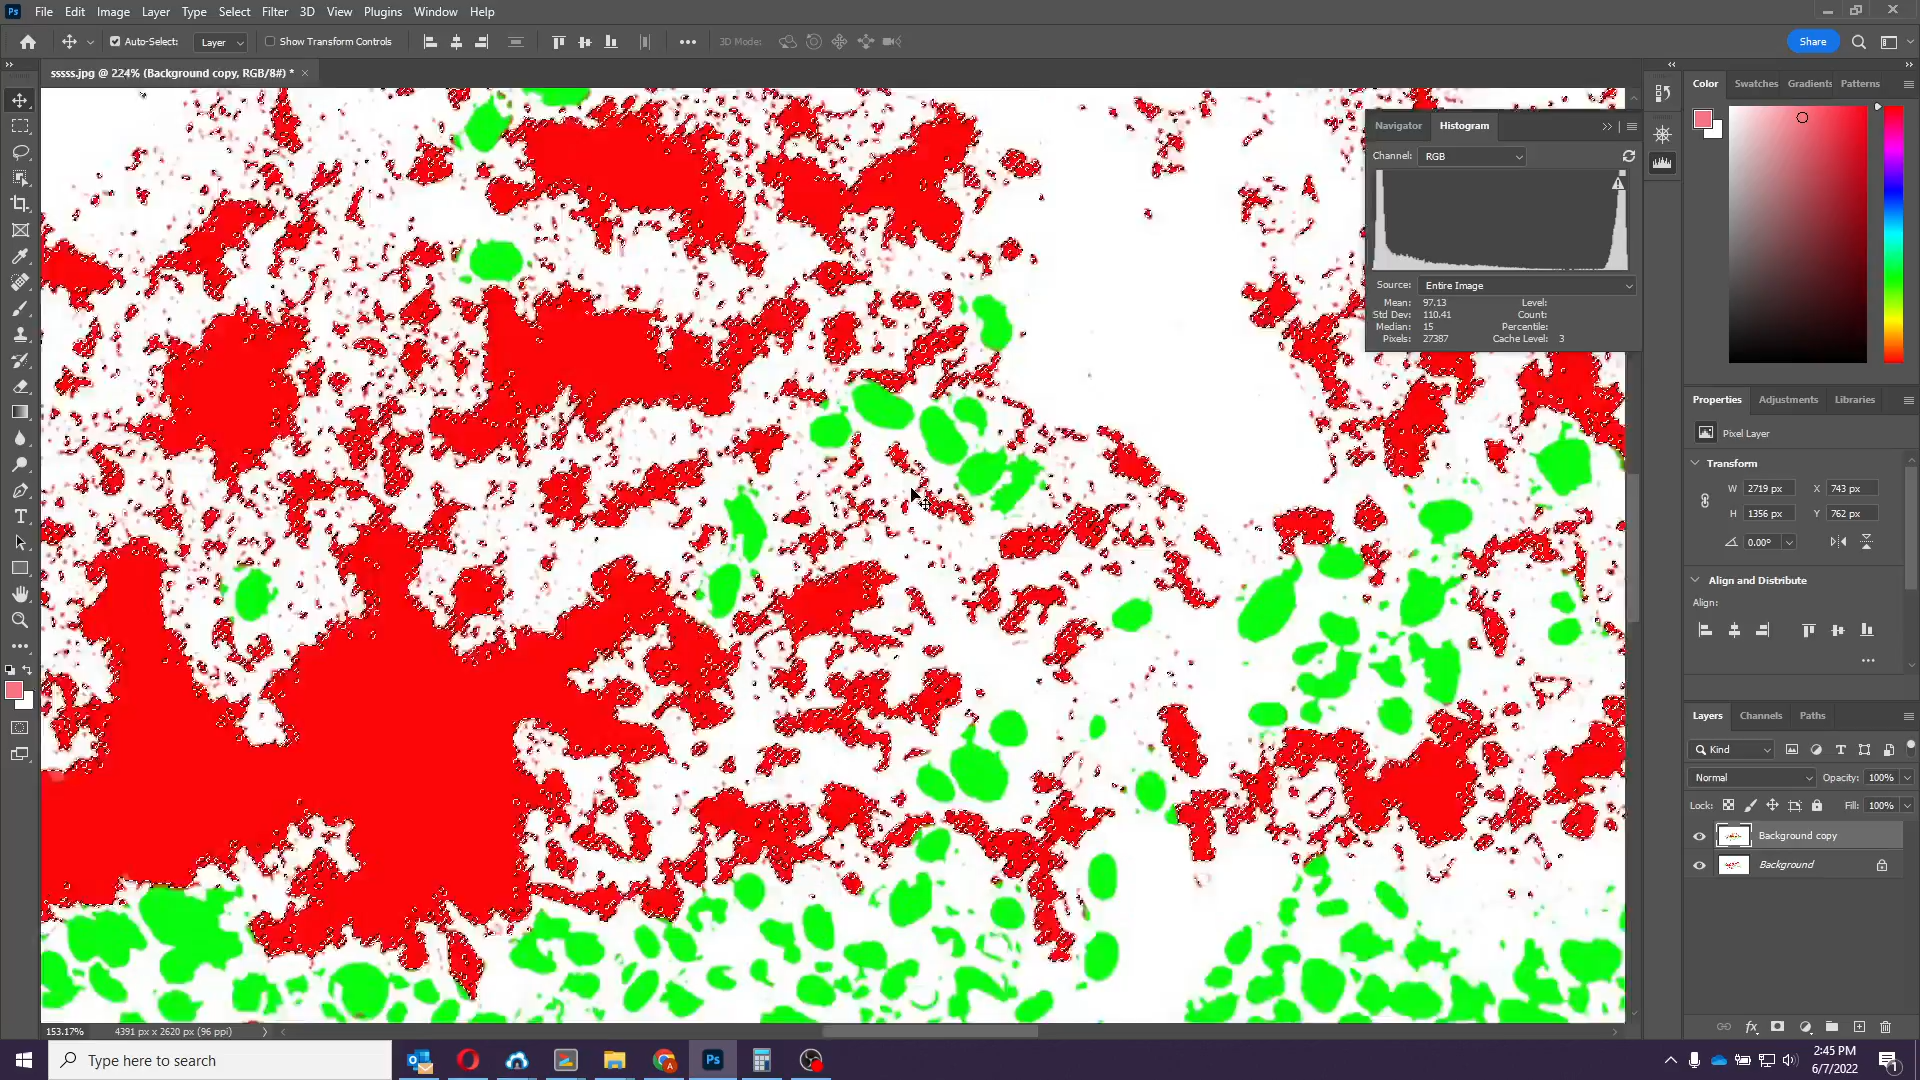 Ps File Edit Image Layer Type Select Filter 3D View Plugins Window Help
Auto-Select: Layer Show Transform Controls 3D Mode: Share
sssss.jpg @ 224% (Background copy, RGB/8#) *
Color Swatches Gradients Patterns
Navigator Histogram
Channel: RGB
Source: Entire Image
Mean: 97.13 Level:
Std Dev: 110.41 Count:
Median: 15 Percentile:
Pixels: 27387 Cache Level: 3
Properties Adjustments Libraries
Pixel Layer
Transform
W 2719 px X 743 px
H 1356 px Y 762 px
0.00°
Align and Distribute
Align:
Layers Channels Paths
Kind
Normal Opacity: 100%
Lock: Fill: 100%
Background copy
Background
153.17% 4391 px x 2620 px (96 ppi)
Type here to search
Ps
2:45 PM
6/7/2022
1